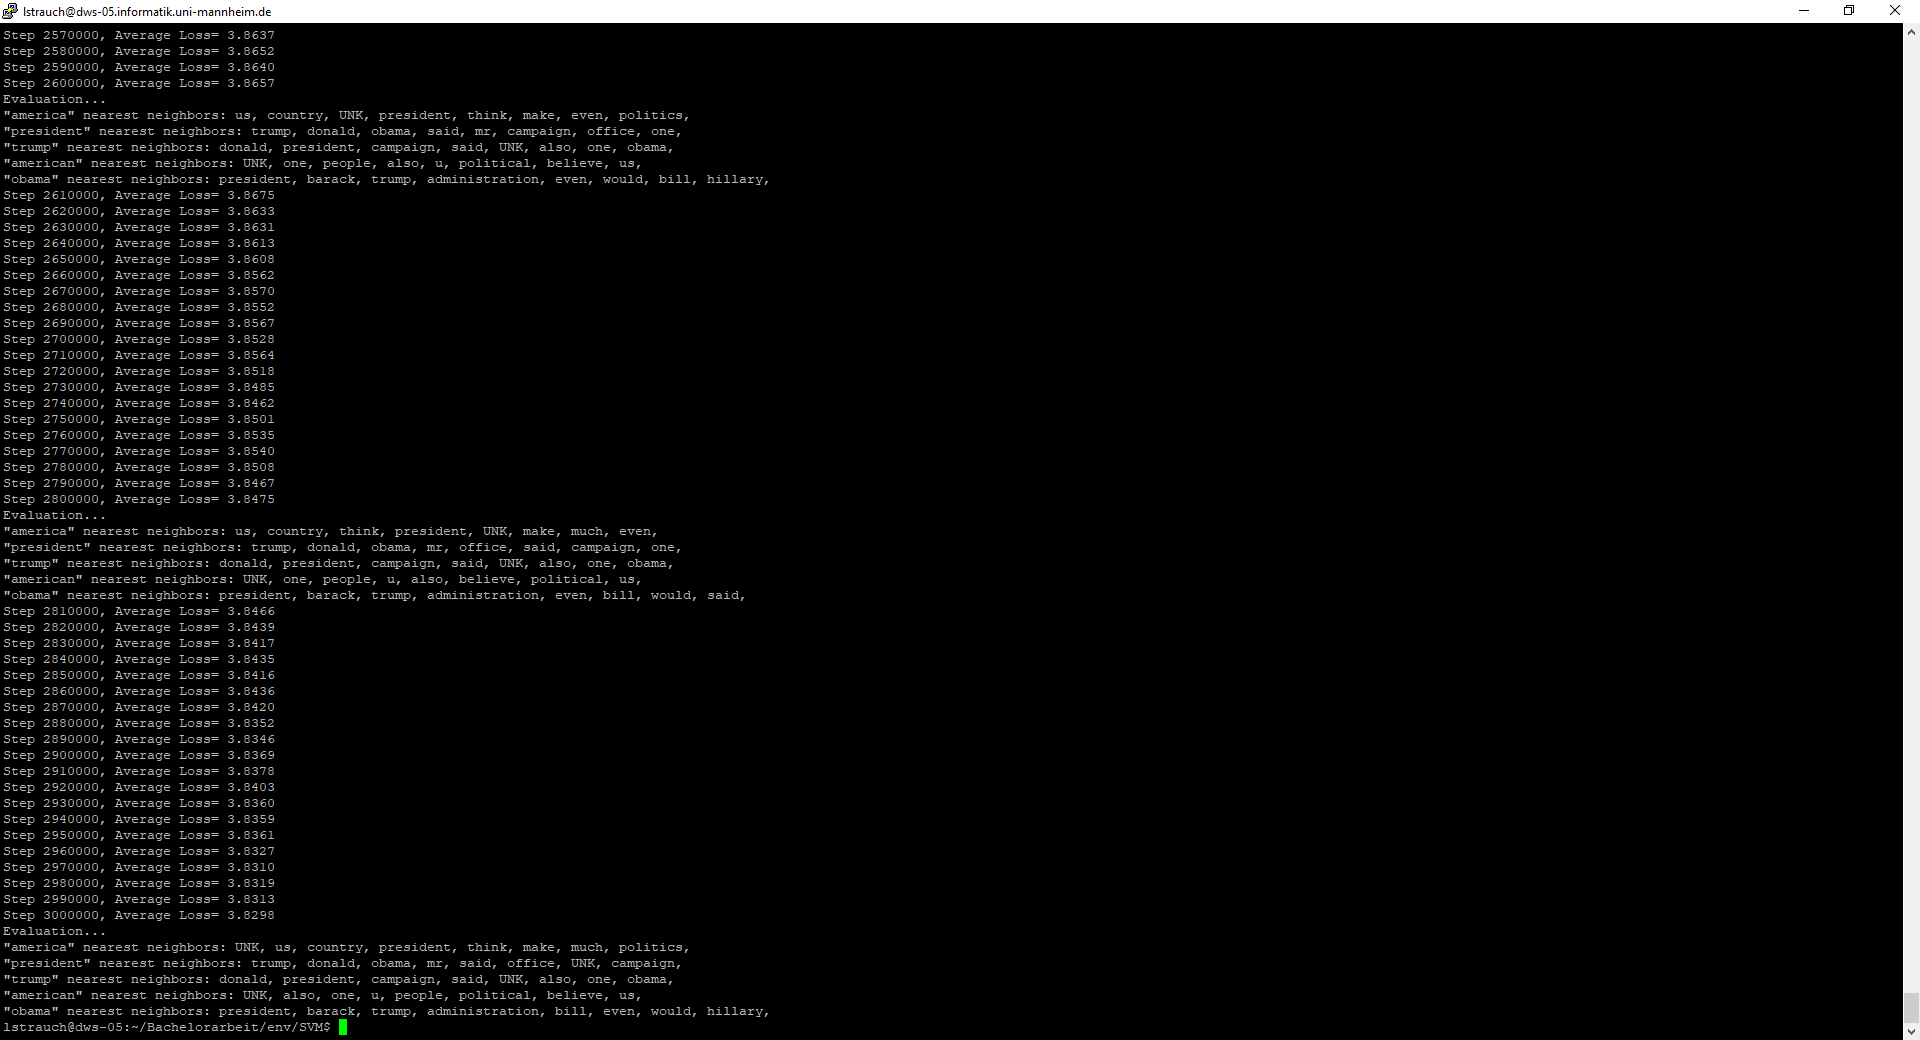 lstrauch@dws-05.informatik.uni-mannheim.de
Step 2570000, Average Loss= 3.8637
Step 2580000, Average Loss= 3.8652
Step 2590000, Average Loss= 3.8640
Step 2600000, Average Loss= 3.8657
Evaluation...
"america" nearest neighbors: us, country, UNK, president, think, make, even, politics,
"president" nearest neighbors: trump, donald, obama, said, mr, campaign, office, one,
"trump" nearest neighbors: donald, president, campaign, said, UNK, also, one, obama,
"american" nearest neighbors: UNK, one, people, also, u, political, believe, us,
"obama" nearest neighbors: president, barack, trump, administration, even, would, bill, hillary,
Step 2610000, Average Loss= 3.8675
Step 2620000, Average Loss= 3.8633
Step 2630000, Average Loss= 3.8631
Step 2640000, Average Loss= 3.8613
Step 2650000, Average Loss= 3.8608
Step 2660000, Average Loss= 3.8562
Step 2670000, Average Loss= 3.8570
Step 2680000, Average Loss= 3.8552
Step 2690000, Average Loss= 3.8567
Step 2700000, Average Loss= 3.8528
Step 2710000, Average Loss= 3.8564
Step 2720000, Average Loss= 3.8518
Step 2730000, Average Loss= 3.8485
Step 2740000, Average Loss= 3.8462
Step 2750000, Average Loss= 3.8501
Step 2760000, Average Loss= 3.8535
Step 2770000, Average Loss= 3.8540
Step 2780000, Average Loss= 3.8508
Step 2790000, Average Loss= 3.8467
Step 2800000, Average Loss= 3.8475
Evaluation...
"america" nearest neighbors: us, country, think, president, UNK, make, much, even,
"president" nearest neighbors: trump, donald, obama, mr, office, said, campaign, one,
"trump" nearest neighbors: donald, president, campaign, said, UNK, also, one, obama,
"american" nearest neighbors: UNK, one, people, u, also, believe, political, us,
"obama" nearest neighbors: president, barack, trump, administration, even, bill, would, said,
Step 2810000, Average Loss= 3.8466
Step 2820000, Average Loss= 3.8439
Step 2830000, Average Loss= 3.8417
Step 2840000, Average Loss= 3.8435
Step 2850000, Average Loss= 3.8416
Step 2860000, Average Loss= 3.8436
Step 2870000, Average Loss= 3.8420
Step 2880000, Average Loss= 3.8352
Step 2890000, Average Loss= 3.8346
Step 2900000, Average Loss= 3.8369
Step 2910000, Average Loss= 3.8378
Step 2920000, Average Loss= 3.8403
Step 2930000, Average Loss= 3.8360
Step 2940000, Average Loss= 3.8359
Step 2950000, Average Loss= 3.8361
Step 2960000, Average Loss= 3.8327
Step 2970000, Average Loss= 3.8310
Step 2980000, Average Loss= 3.8319
Step 2990000, Average Loss= 3.8313
Step 3000000, Average Loss= 3.8298
Evaluation...
"america" nearest neighbors: UNK, us, country, president, think, make, much, politics,
"president" nearest neighbors: trump, donald, obama, mr, said, office, UNK, campaign,
"trump" nearest neighbors: donald, president, campaign, said, UNK, also, one, obama,
"american" nearest neighbors: UNK, also, one, u, people, political, believe, us,
"obama" nearest neighbors: president, barack, trump, administration, bill, even, would, hillary,
lstrauch@dws-05:~/Bachelorarbeit/env/SVM$